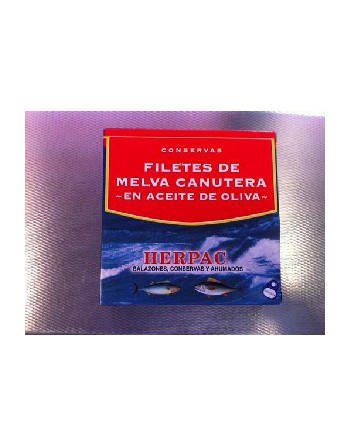 CONSERVAS
FILETES DE
MELVA CANUTERA
~EN ACEITE DE OLIVA~
HERPAC
SALAZONES, CONSERVAS Y AHUMADOS